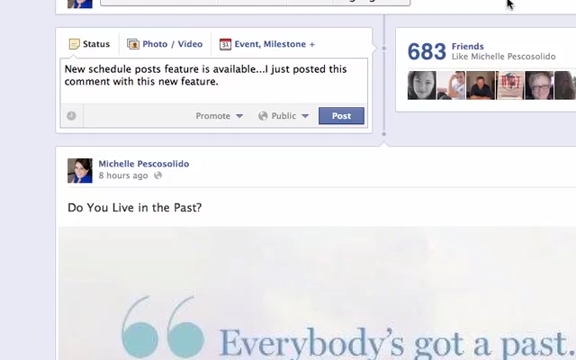 Status
Photo / Video
Event, Milestone +
New schedule posts feature is available...I just posted this
comment with this new feature.
Promote
Public
Post
683
Friends
Like Michelle Pescosolido
Michelle Pescosolido
8 hours ago
Do You Live in the Past?
Everybody's got a past.